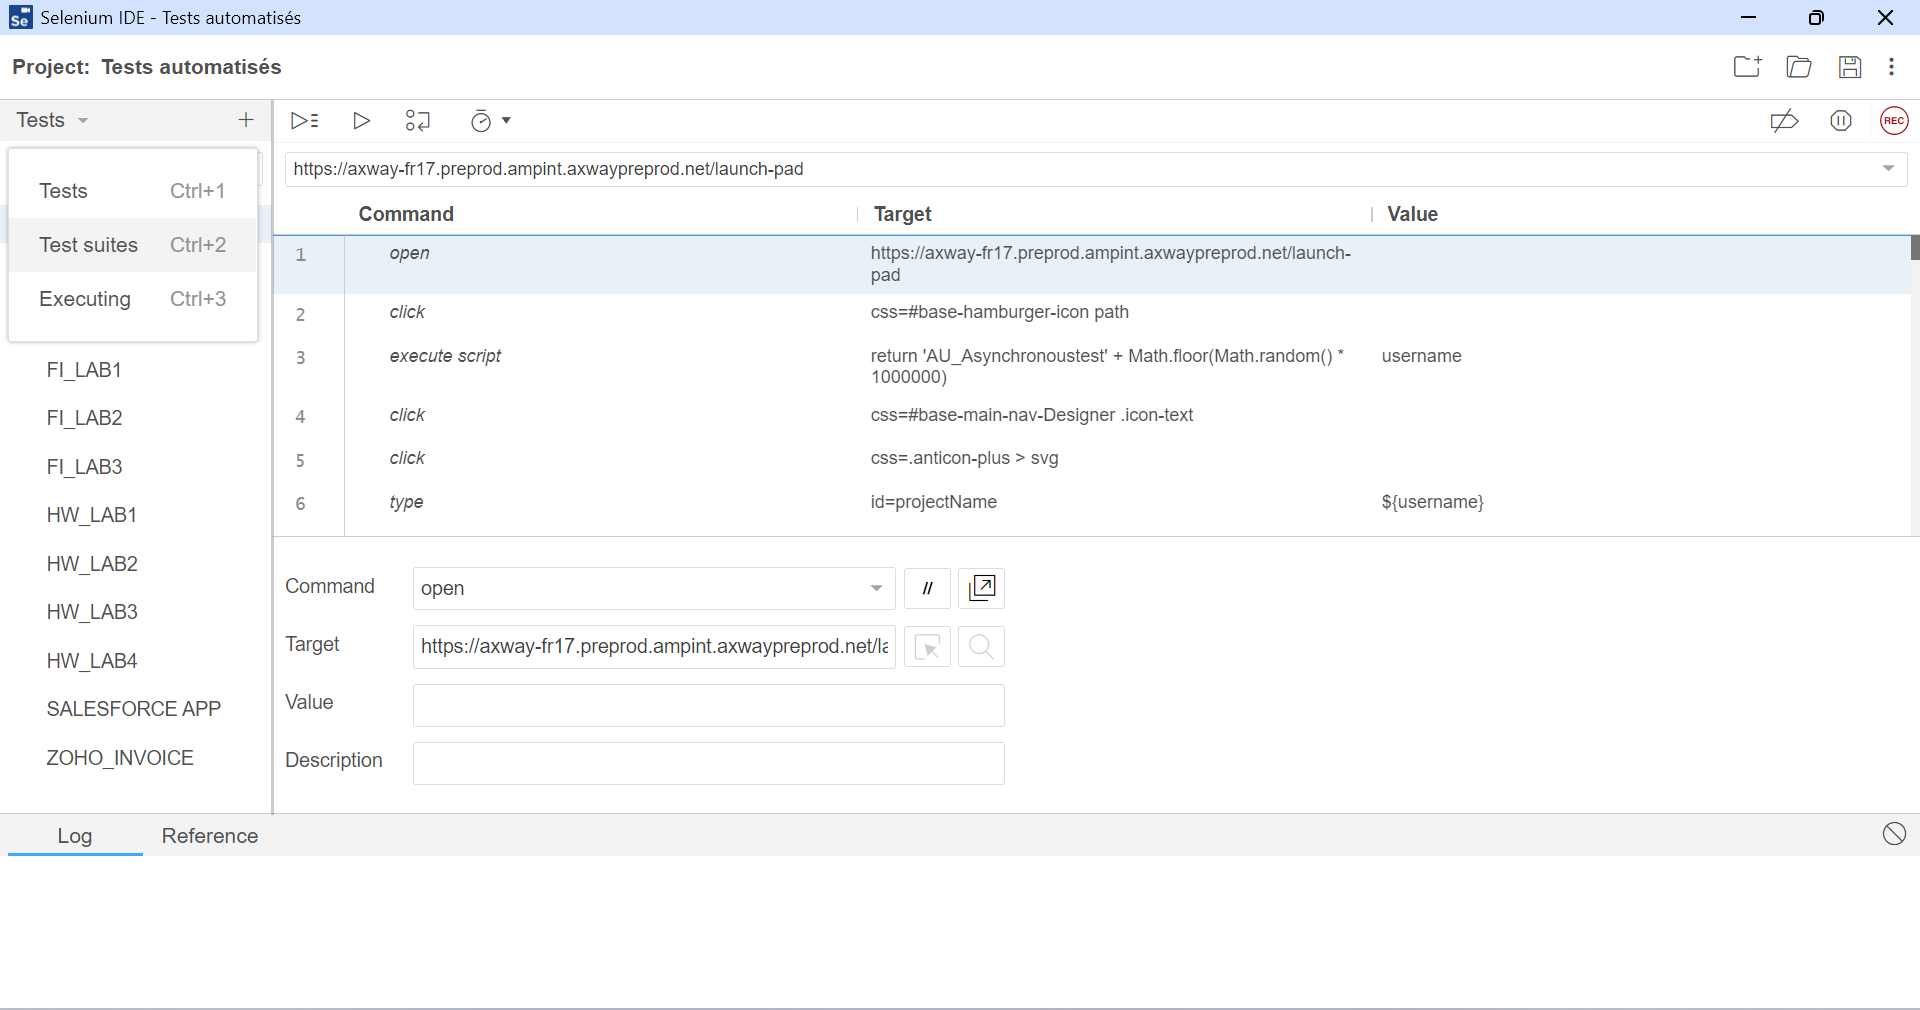 Se
Selenium IDE - Tests automatisés
Project: Tests automatisés
Tests
REC
https://axway-fr17.preprod.ampint.axwaypreprod.net/launch-pad
Tests Ctrl+1
Test suites Ctrl+2
Executing Ctrl+3
FI_LAB1
FI_LAB2
FI_LAB3
HW_LAB1
HW_LAB2
HW_LAB3
HW_LAB4
SALESFORCE APP
ZOHO_INVOICE
Command Target Value
1 open https://axway-fr17.preprod.ampint.axwaypreprod.net/launch-
pad
2 click css=#base-hamburger-icon path
3 execute script return 'AU_Asynchronoustest' + Math.floor(Math.random() * username
1000000)
4 click css=#base-main-nav-Designer .icon-text
5 click css=.anticon-plus > svg
6 type id=projectName ${username}
Command open //
Target https://axway-fr17.preprod.ampint.axwaypreprod.net/la
Value
Description
Log Reference